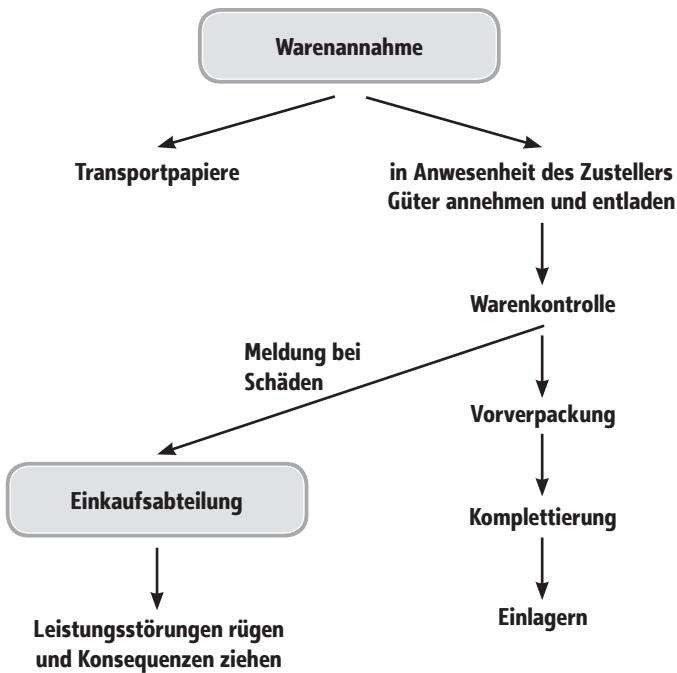 Warenannahme
Transportpapiere
in Anwesenheit des Zustellers
Güter annehmen und entladen
Warenkontrolle
Meldung bei
Schäden
Vorverpackung
Einkaufsabteilung
Komplettierung
Einlagern
Leistungsstörungen rügen
und Konsequenzen ziehen